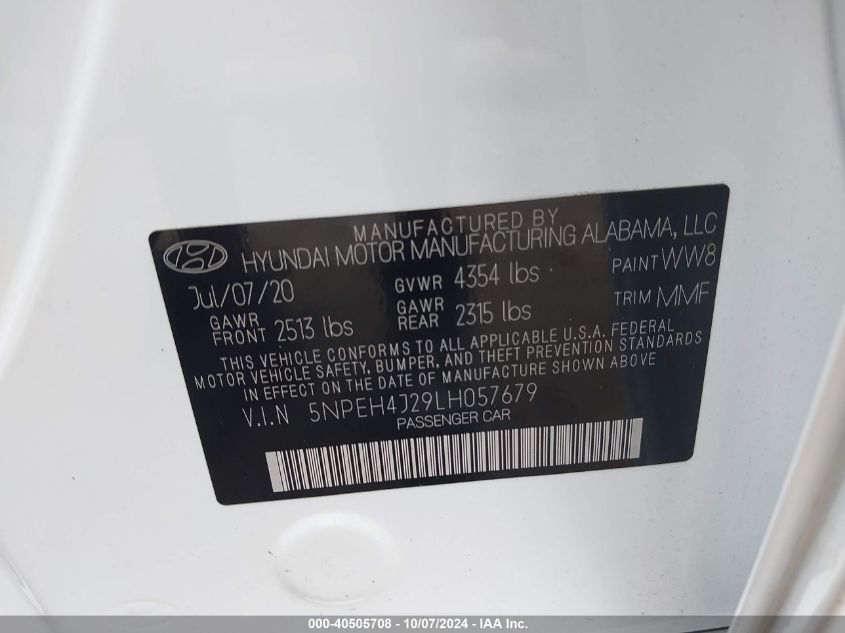 MANUFACTURED BY
HYUNDAI MOTOR MANUFACTURING ALABAMA, LLC
Jul/07/20 GVWR 4354 lbs PAINT WW8
GAWR FRONT 2513 lbs GAWR REAR 2315 lbs TRIM MMF
THIS VEHICLE CONFORMS TO ALL APPLICABLE U.S.A. FEDERAL
MOTOR VEHICLE SAFETY, BUMPER, AND THEFT PREVENTION STANDARDS
IN EFFECT ON THE DATE OF MANUFACTURE SHOWN ABOVE
V.I.N 5NPEH4J29LH057679
PASSENGER CAR
000-40505708 - 10/07/2024 - IAA Inc.